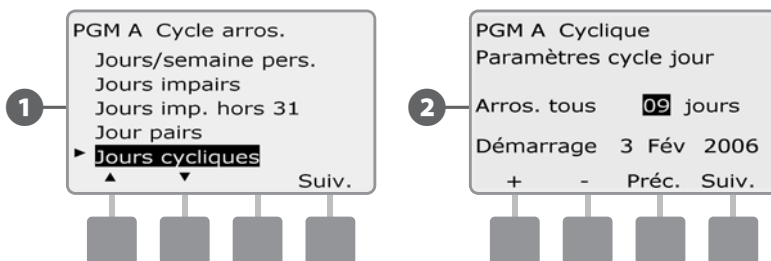 1
PGM A Cycle arros.
Jours/semaine pers.
Jours impairs
Jours imp. hors 31
Jour pairs
► Jours cycliques
▲ ▼ Suiv.
2
PGM A Cyclique
Paramètres cycle jour
Arros. tous 09 jours
Démarrage 3 Fév 2006
+ - Préc. Suiv.